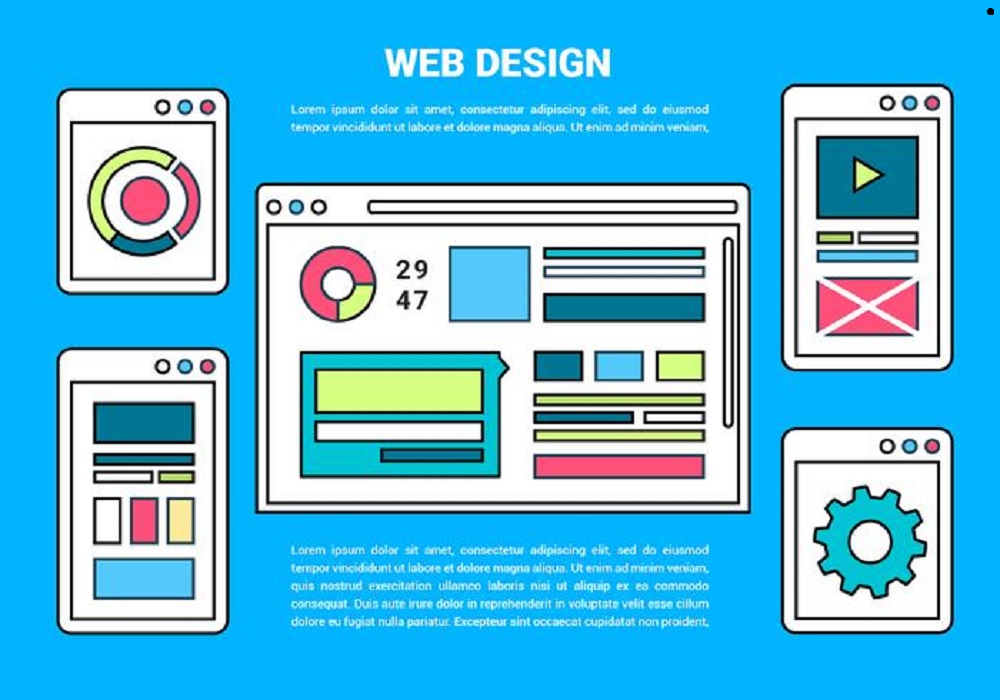 WEB DESIGN
Lorem ipsum dolor sit amet, consectetur adipiscing elit, sed do eiusmod
tempor vincididunt ut labore et dolore magna aliqua. Ut enim ad minim veniam,
29
47
Lorem ipsum dolor sit amet, consectetur adipiscing elit, sed do eiusmod
tempor vincididunt ut labore et dolore magna aliqua. Ut enim ad minim veniam,
quis nostrud exercitation ullamco laboris nisi ut aliquip ex ea commodo
consequat. Duis aute irure dolor in reprehenderit in voluptate velit esse cillum
dolore eu fugiat nulla pariatur. Excepteur sint occaecat cupidatat non proident,